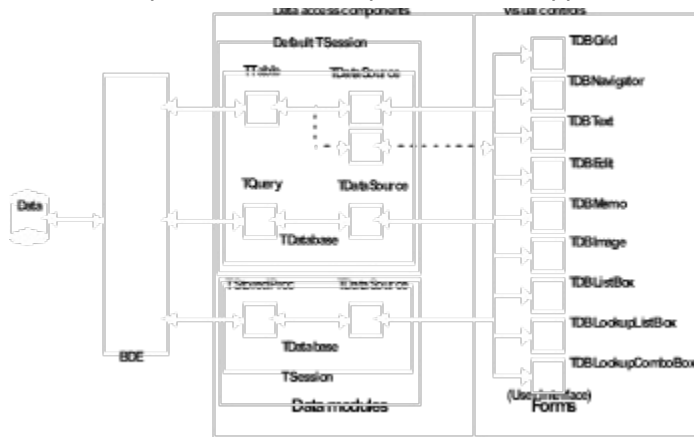 Data access components
Visual controls
Default TSession
TTable
TDataSource
TQuery
TDataSource
TDatabase
TStoredProc
TDataSource
TDatabase
TSession
Data modules
Data
BDE
TDBGrid
TDBNavigator
TDBText
TDBEdit
TDBMemo
TDBImage
TDBListBox
TDBLookupListBox
TDBLookupComboBox
(User interface)
Forms